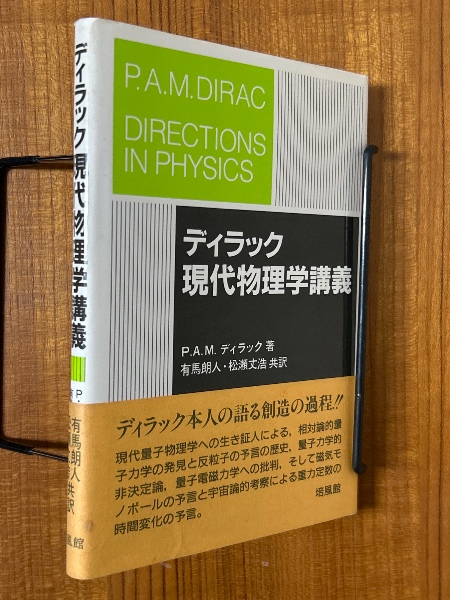 P.A.M. DIRAC
DIRECTIONS
IN PHYSICS
ディラック
現代物理学講義
P.A.M. ディラック 著
有馬朗人・松瀬丈浩 共訳
ディラック本人の語る創造の過程!!
現代量子物理学への生き証人による，相対論的量
子力学の発見と反粒子の予言の歴史，量子力学的
非決定論，量子電磁力学への批判，そして磁気モ
ノポールの予言と宇宙論的考察による重力定数の
時間変化の予言。
培風館
ディラック 現代物理学講義
有馬朗人
共訳
風館